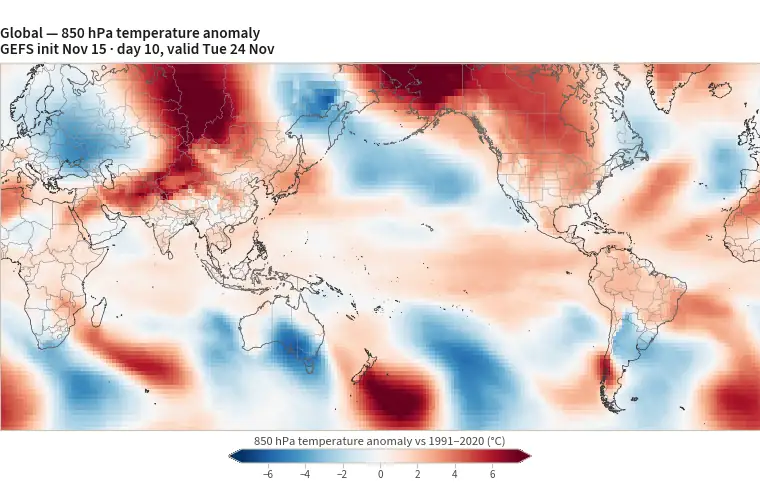 Global — 850 hPa temperature anomaly
GEFS init Nov 15 · day 10, valid Tue 24 Nov
850 hPa temperature anomaly vs 1991–2020 (°C)
−6 −4 −2 0 2 4 6